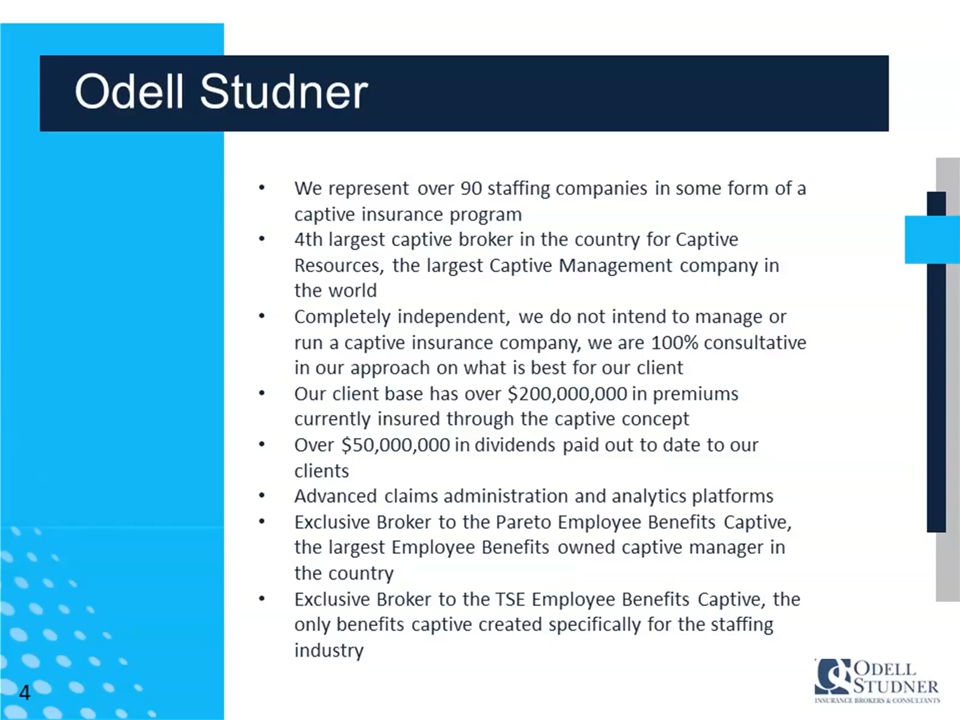 Odell Studner
• We represent over 90 staffing companies in some form of a
captive insurance program
• 4th largest captive broker in the country for Captive
Resources, the largest Captive Management company in
the world
• Completely independent, we do not intend to manage or
run a captive insurance company, we are 100% consultative
in our approach on what is best for our client
• Our client base has over $200,000,000 in premiums
currently insured through the captive concept
• Over $50,000,000 in dividends paid out to date to our
clients
• Advanced claims administration and analytics platforms
• Exclusive Broker to the Pareto Employee Benefits Captive,
the largest Employee Benefits owned captive manager in
the country
• Exclusive Broker to the TSE Employee Benefits Captive, the
only benefits captive created specifically for the staffing
industry
4
ODELL
STUDNER
INSURANCE BROKERS & CONSULTANTS